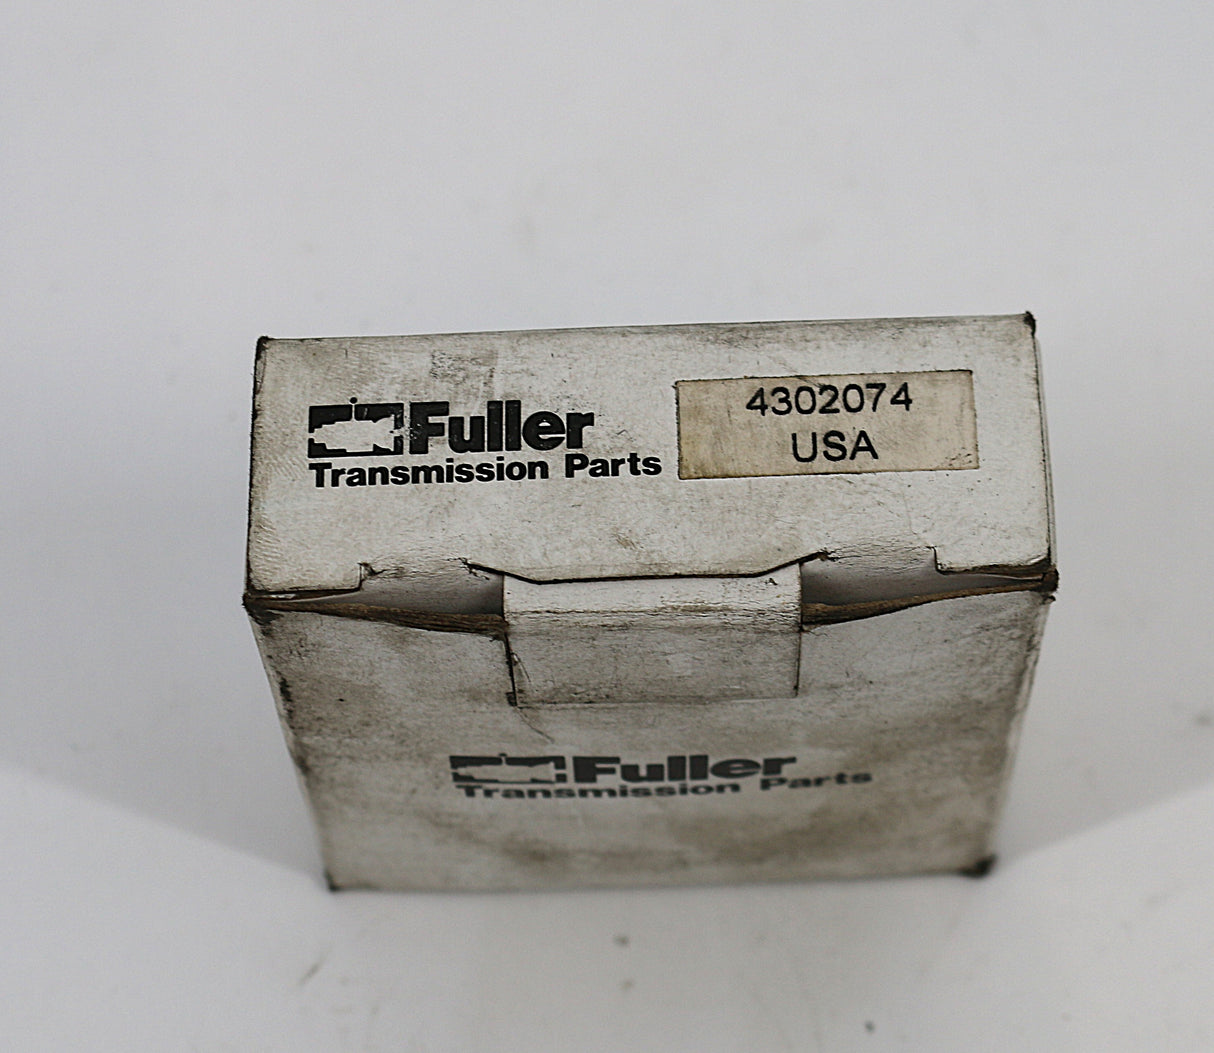 Fuller
Transmission Parts
4302074
USA
Fuller
Transmission Parts